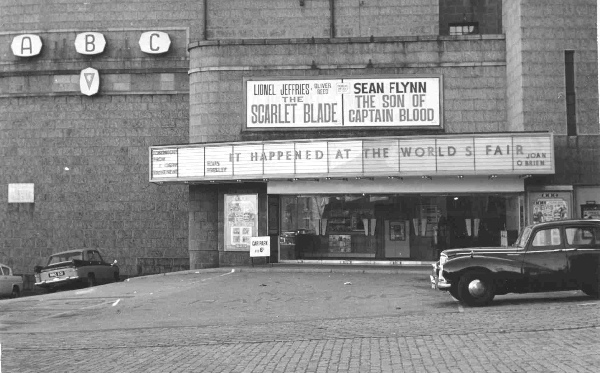 A B C
LIONEL JEFFRIES OLIVER REED
THE
SCARLET BLADE
SEAN FLYNN
THE SON OF
CAPTAIN BLOOD
IT HAPPENED AT THE WORLDS FAIR
JOAN
O'BRIEN
CAR PARK